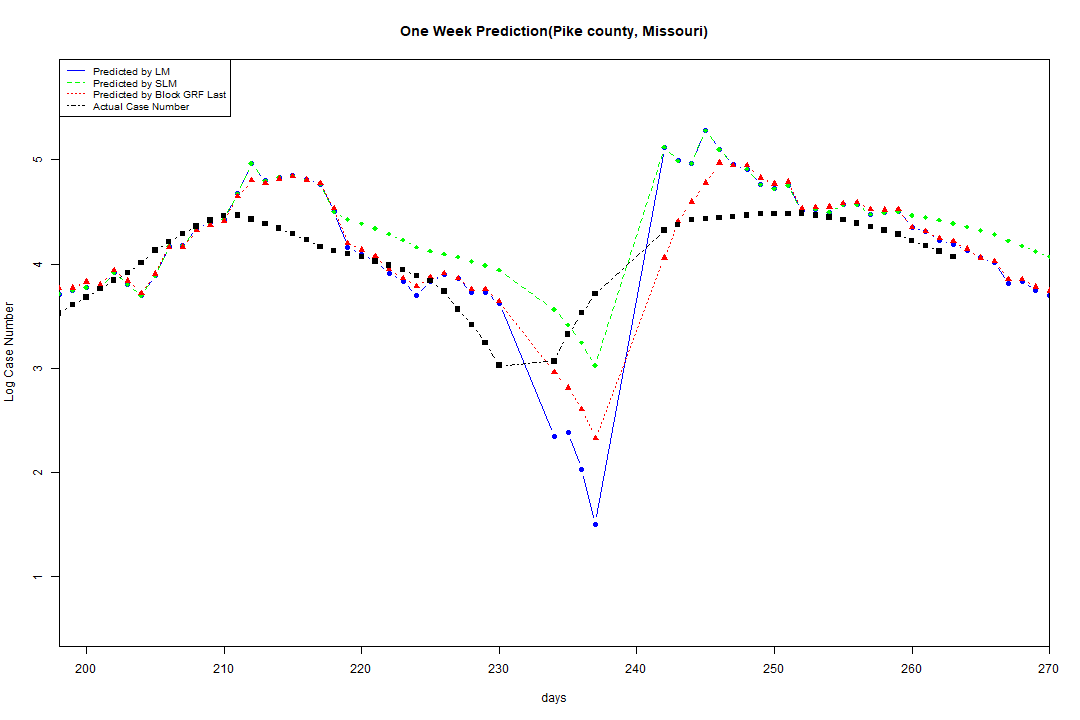 One Week Prediction(Pike county, Missouri)
Predicted by LM
Predicted by SLM
Predicted by Block GRF Last
Actual Case Number
Log Case Number
5
4
3
2
1
200 210 220 230 240 250 260 270
days